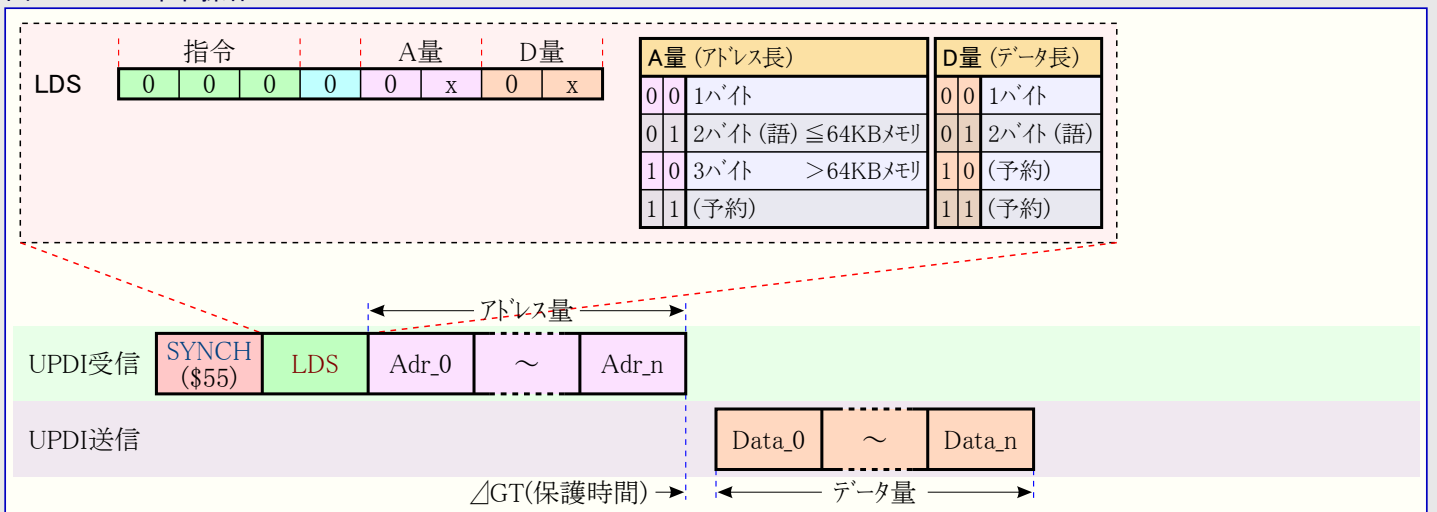 指令 A量 D量
LDS 0 0 0 0 0 x 0 x
A量 (アドレス長)
0 0 1バイト
0 1 2バイト (語) ≦64KBメモリ
1 0 3バイト >64KBメモリ
1 1 (予約)
D量 (データ長)
0 0 1バイト
0 1 2バイト (語)
1 0 (予約)
1 1 (予約)
アドレス量
UPDI受信 SYNCH ($55) LDS Adr_0 ～ Adr_n
UPDI送信 Data_0 ～ Data_n
⊿GT(保護時間) データ量